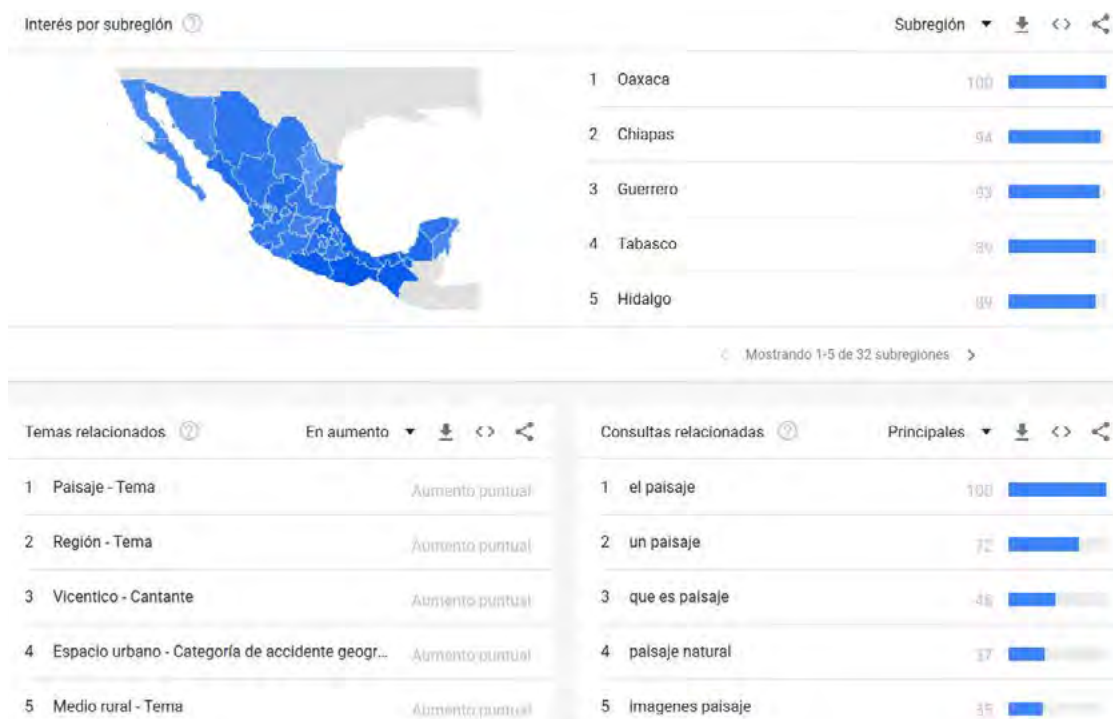 Interés por subregión
Subregión
1 Oaxaca 100
2 Chiapas 94
3 Guerrero 93
4 Tabasco 89
5 Hidalgo 89
Mostrando 1-5 de 32 subregiones
Temas relacionados
En aumento
1 Paisaje - Tema Aumento puntual
2 Región - Tema Aumento puntual
3 Vicentico - Cantante Aumento puntual
4 Espacio urbano - Categoría de accidente geogr... Aumento puntual
5 Medio rural - Tema Aumento puntual
Consultas relacionadas
Principales
1 el paisaje 100
2 un paisaje 72
3 que es paisaje
4 paisaje natural 37
5 imagenes paisaje 35